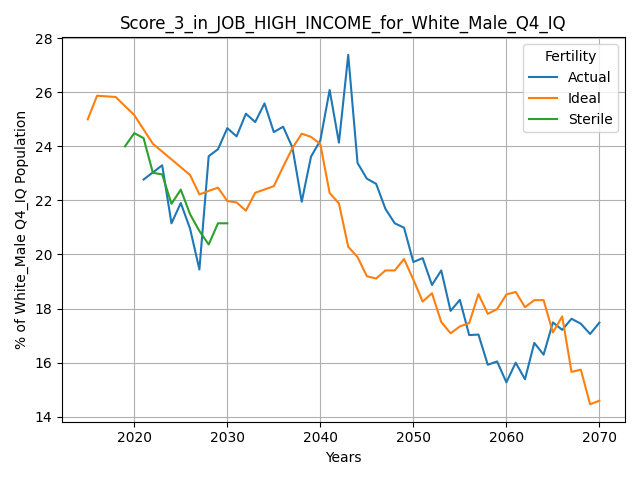 Score_3_in_JOB_HIGH_INCOME_for_White_Male_Q4_IQ
% of White_Male Q4_IQ Population
28
26
24
22
20
18
16
14
Fertility
Actual
Ideal
Sterile
2020 2030 2040 2050 2060 2070
Years